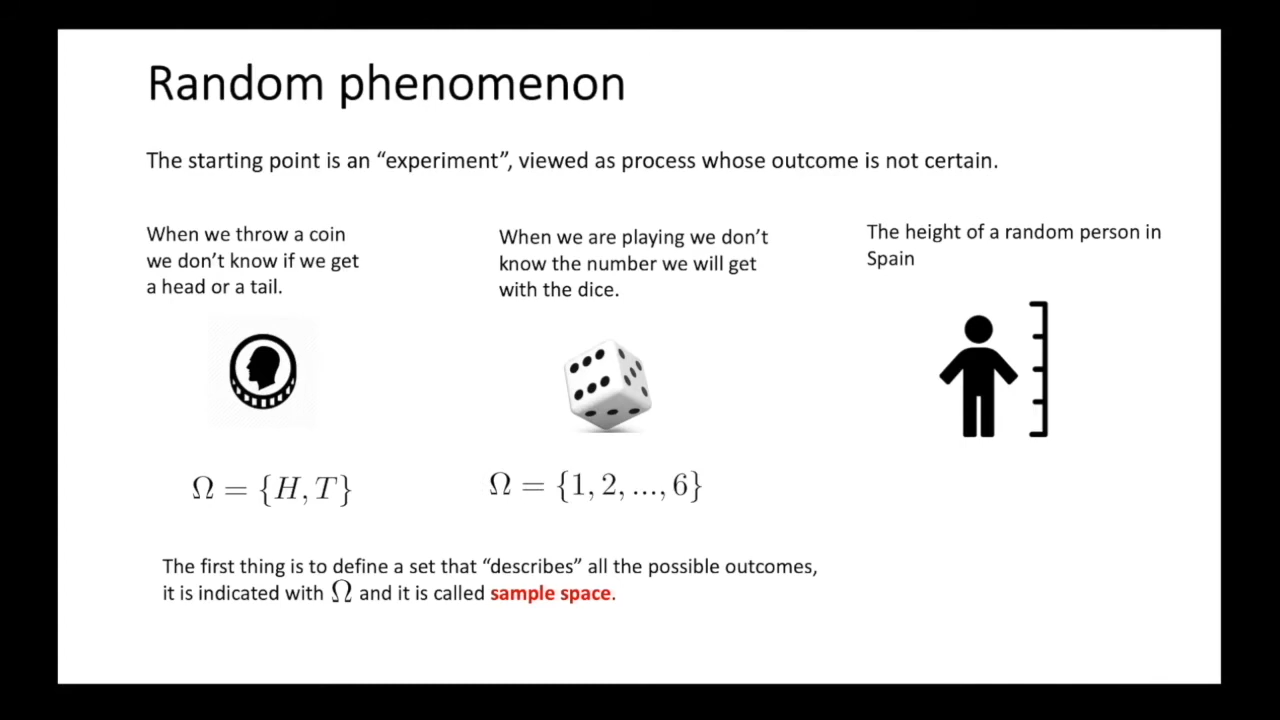 Random phenomenon
The starting point is an “experiment”, viewed as process whose outcome is not certain.
When we throw a coin
we don’t know if we get
a head or a tail.
When we are playing we don’t
know the number we will get
with the dice.
The height of a random person in
Spain
Ω = {H, T}
Ω = {1, 2, ..., 6}
The first thing is to define a set that “describes” all the possible outcomes,
it is indicated with Ω and it is called sample space.